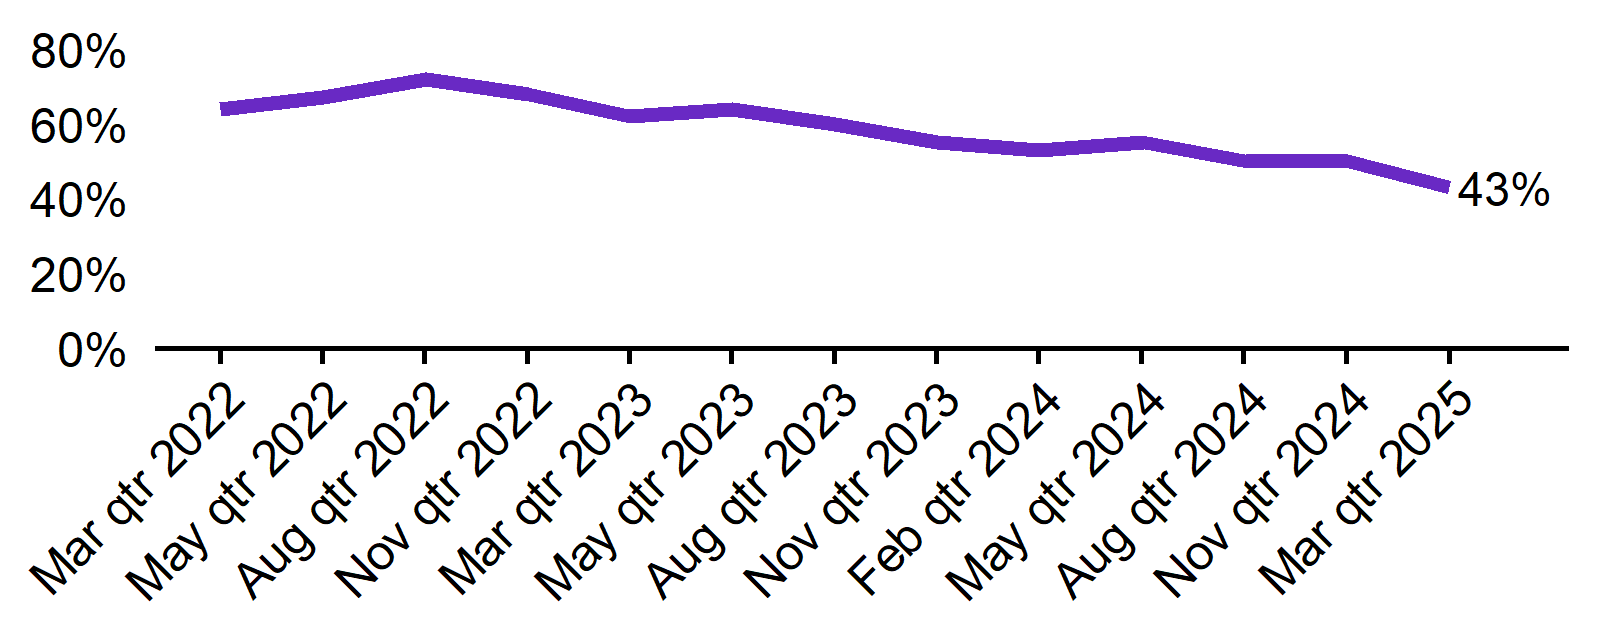 80%
60%
40%
20%
0%
43%
Mar qtr 2022
May qtr 2022
Aug qtr 2022
Nov qtr 2022
Mar qtr 2023
May qtr 2023
Aug qtr 2023
Nov qtr 2023
Feb qtr 2024
May qtr 2024
Aug qtr 2024
Nov qtr 2024
Mar qtr 2025